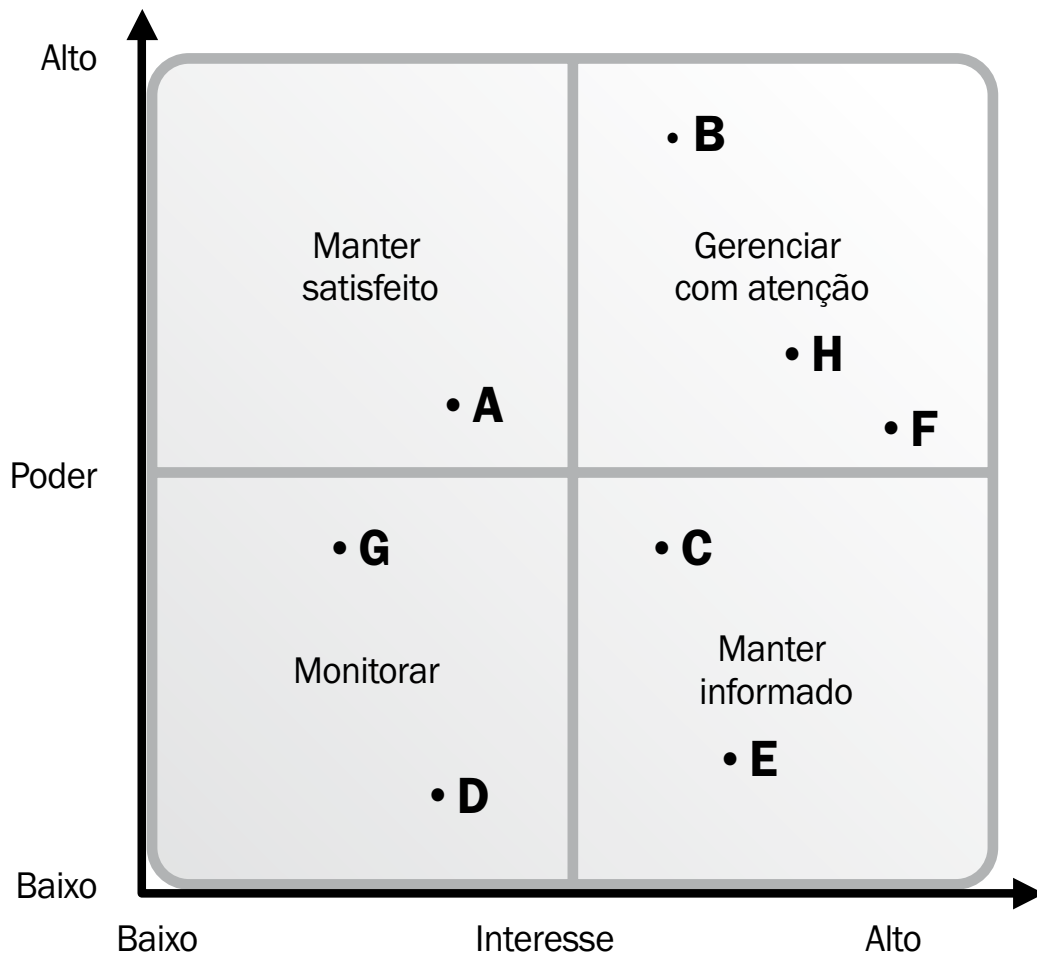 Alto
B
Manter
satisfeito
Gerenciar
com atenção
H
A
F
Poder
G
C
Monitorar
Manter
informado
E
D
Baixo
Baixo
Interesse
Alto